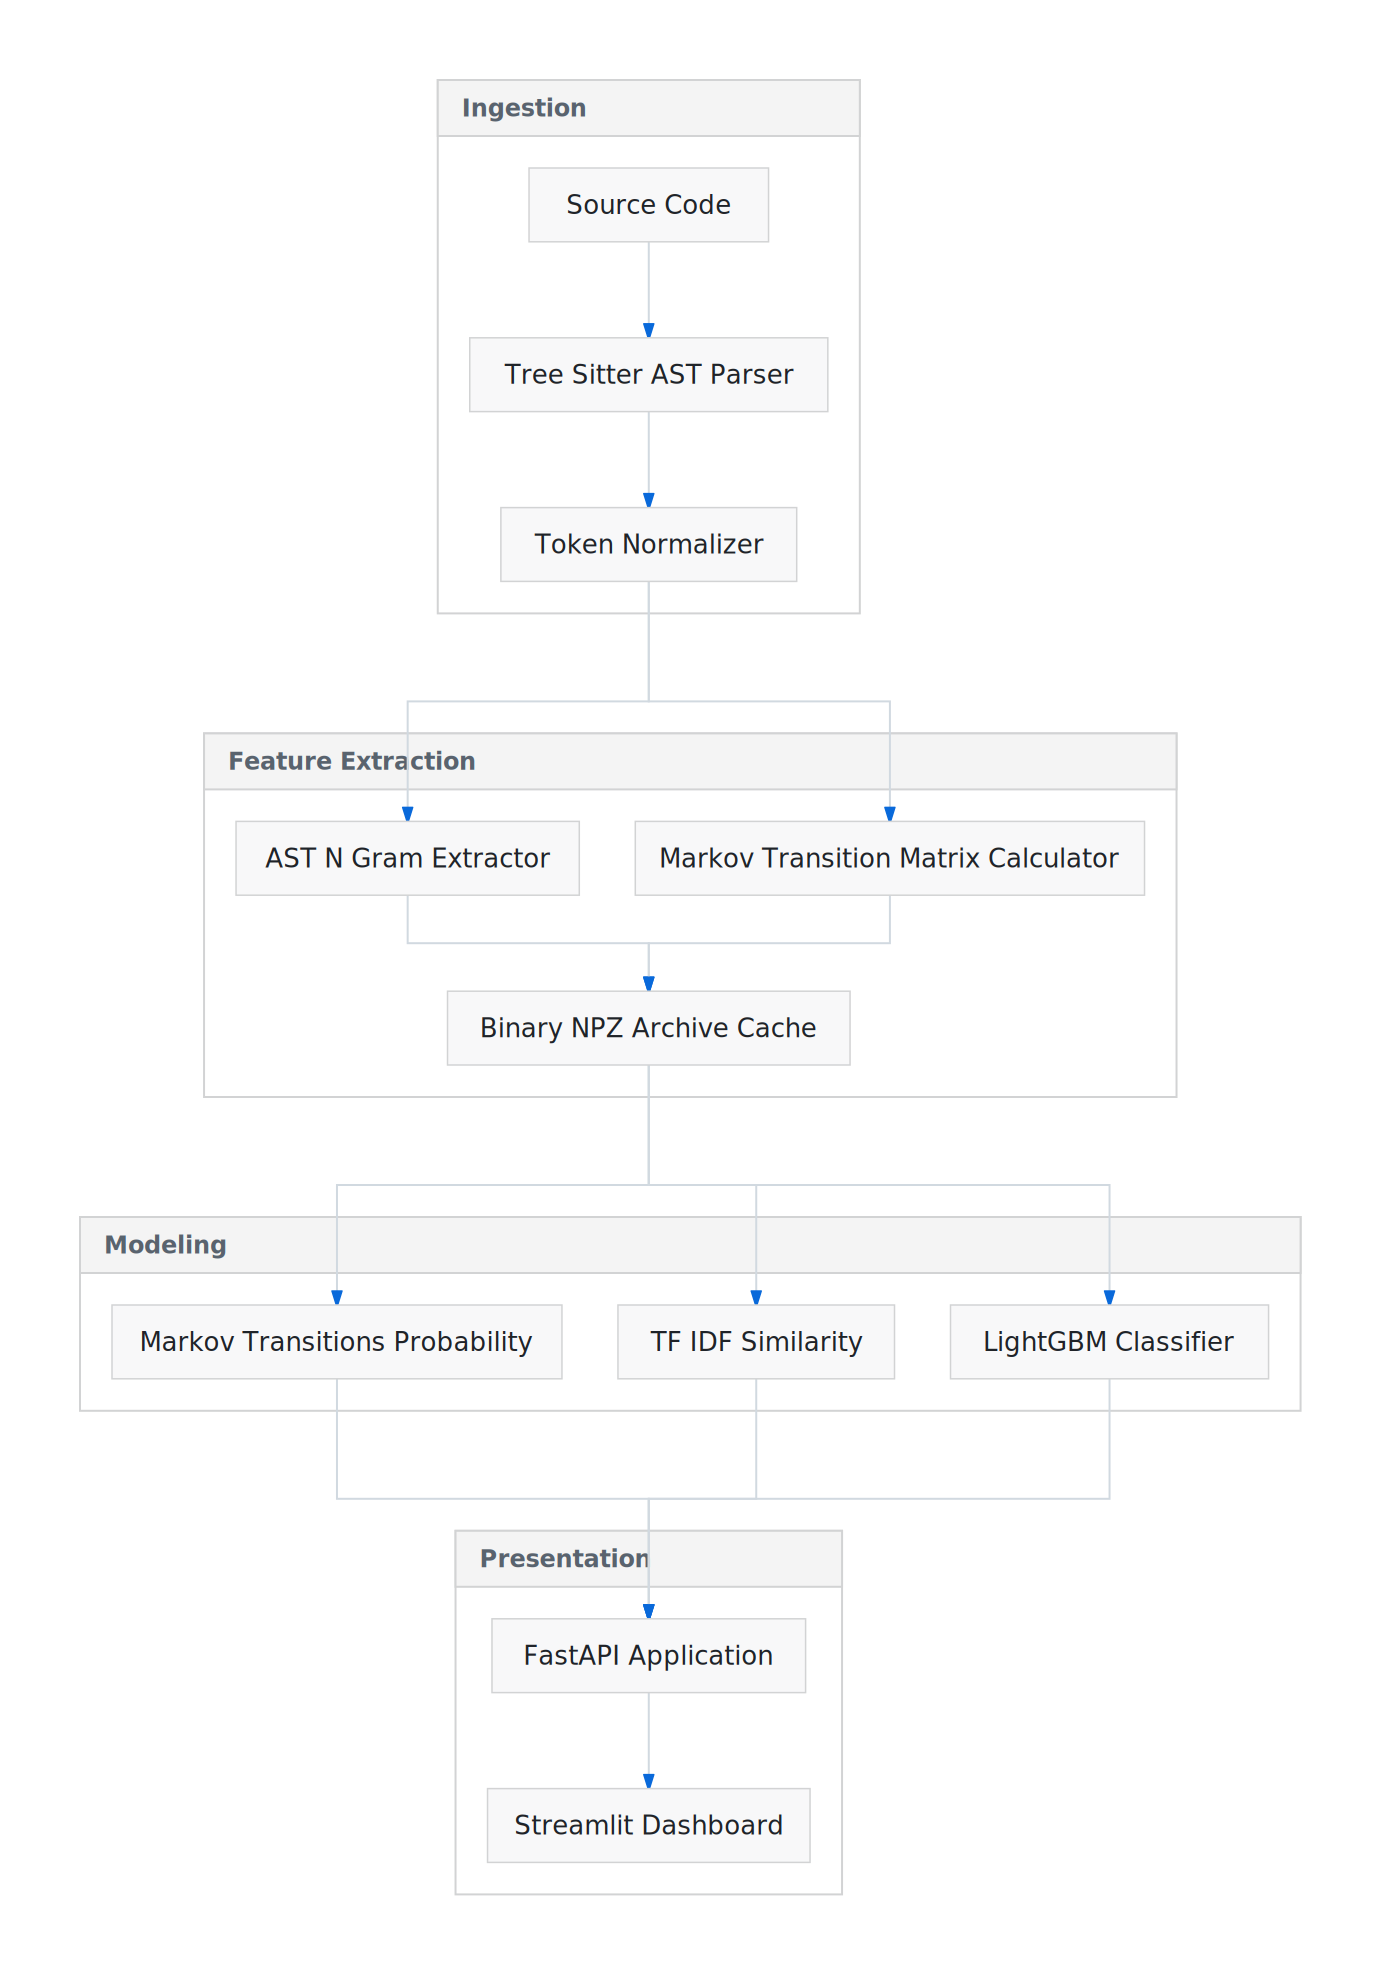 Ingestion
Source Code
Tree Sitter AST Parser
Token Normalizer
Feature Extraction
AST N Gram Extractor
Markov Transition Matrix Calculator
Binary NPZ Archive Cache
Modeling
Markov Transitions Probability
TF IDF Similarity
LightGBM Classifier
Presentation
FastAPI Application
Streamlit Dashboard